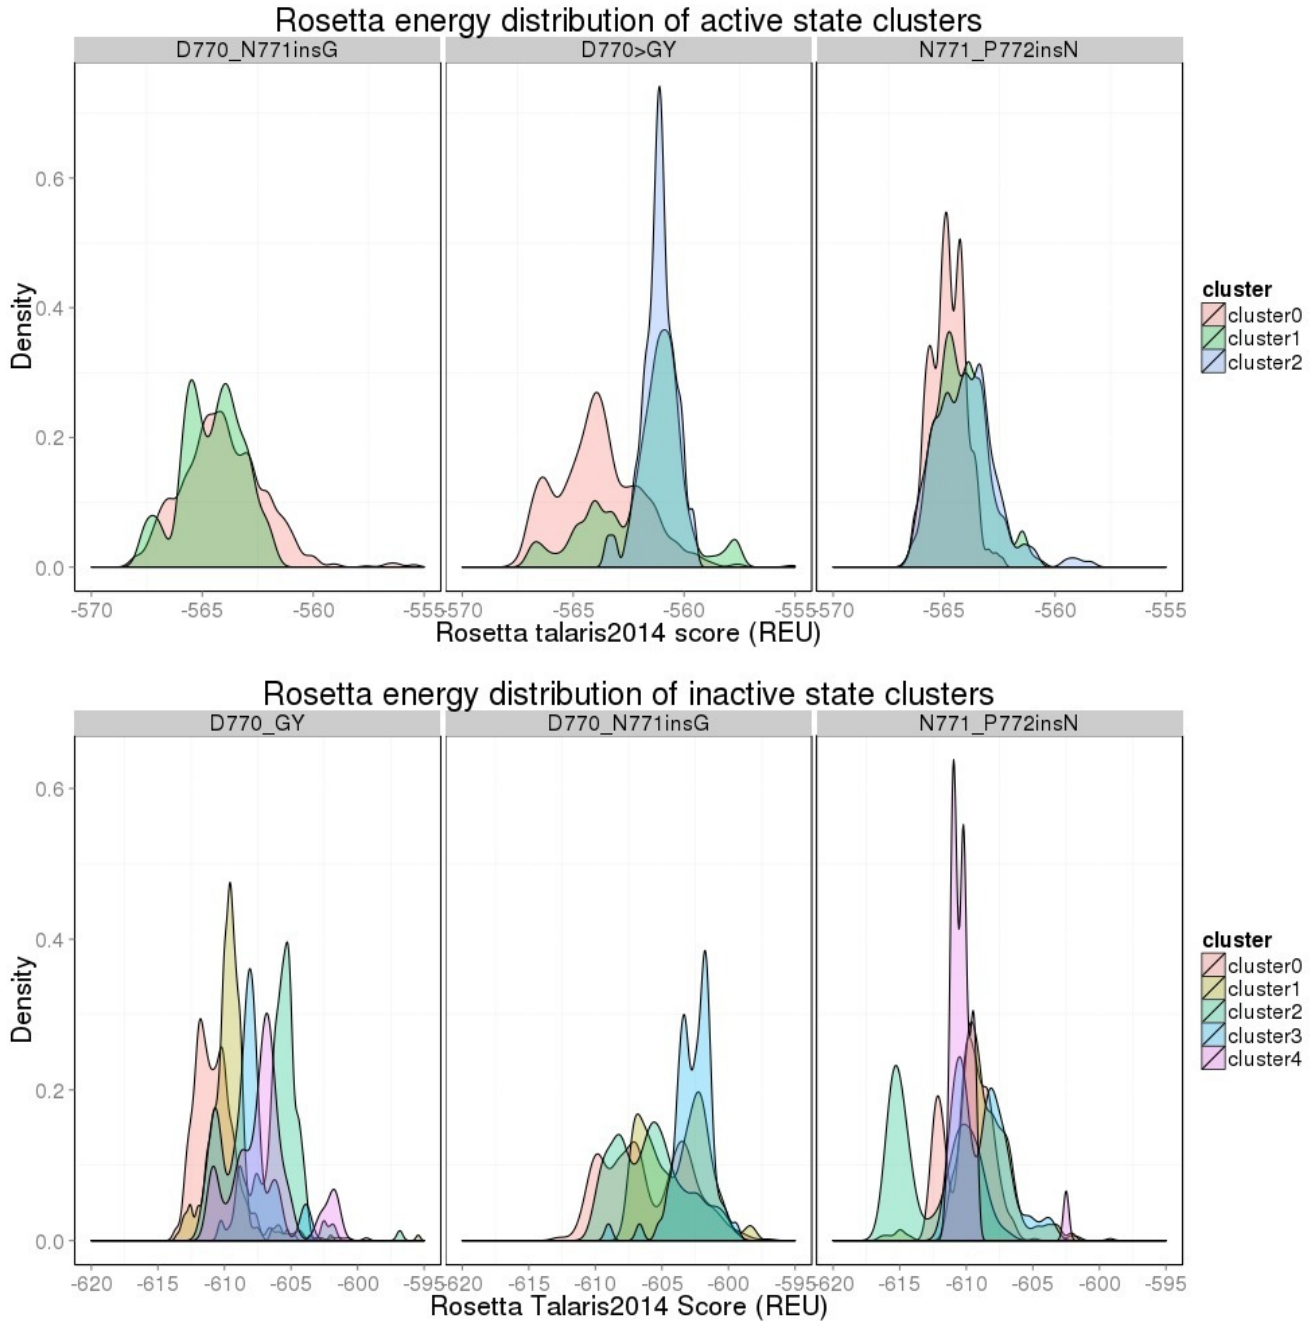 Rosetta energy distribution of active state clusters
D770_N771insG D770>GY N771_P772insN
0.6
0.4
0.2
0.0
Density
-570 -565 -560 -555 -570 -565 -560 -555 -570 -565 -560 -555
Rosetta talaris2014 score (REU)
cluster
cluster0
cluster1
cluster2
Rosetta energy distribution of inactive state clusters
D770_GY D770_N771insG N771_P772insN
0.6
0.4
0.2
0.0
Density
-620 -615 -610 -605 -600 -595 -620 -615 -610 -605 -600 -595 -620 -615 -610 -605 -600 -595
Rosetta Talaris2014 Score (REU)
cluster
cluster0
cluster1
cluster2
cluster3
cluster4